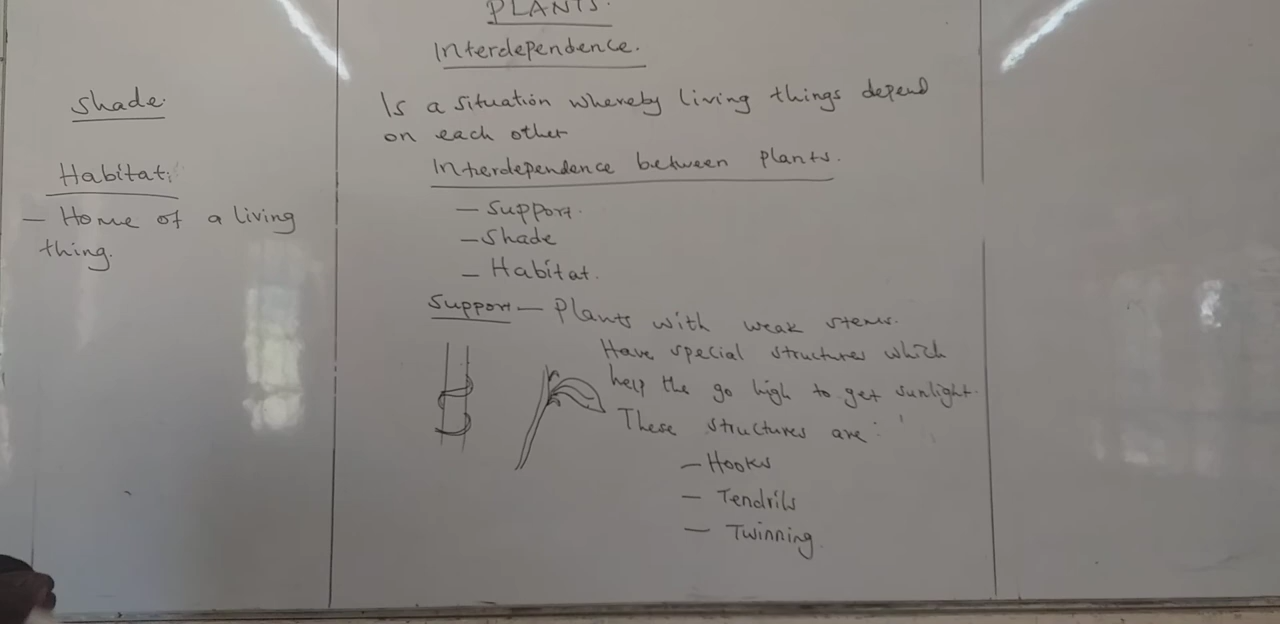 Shade.
Habitat:
- Home of a living
thing.
PLANTS.
Interdependence.
Is a situation whereby living things depend
on each other
Interdependence between plants.
- Support.
- Shade
- Habitat.
Support - Plants with weak stems.
Have special structures which
help the go high to get sunlight.
These structures are:
- Hooks
- Tendrils
- Twinning.